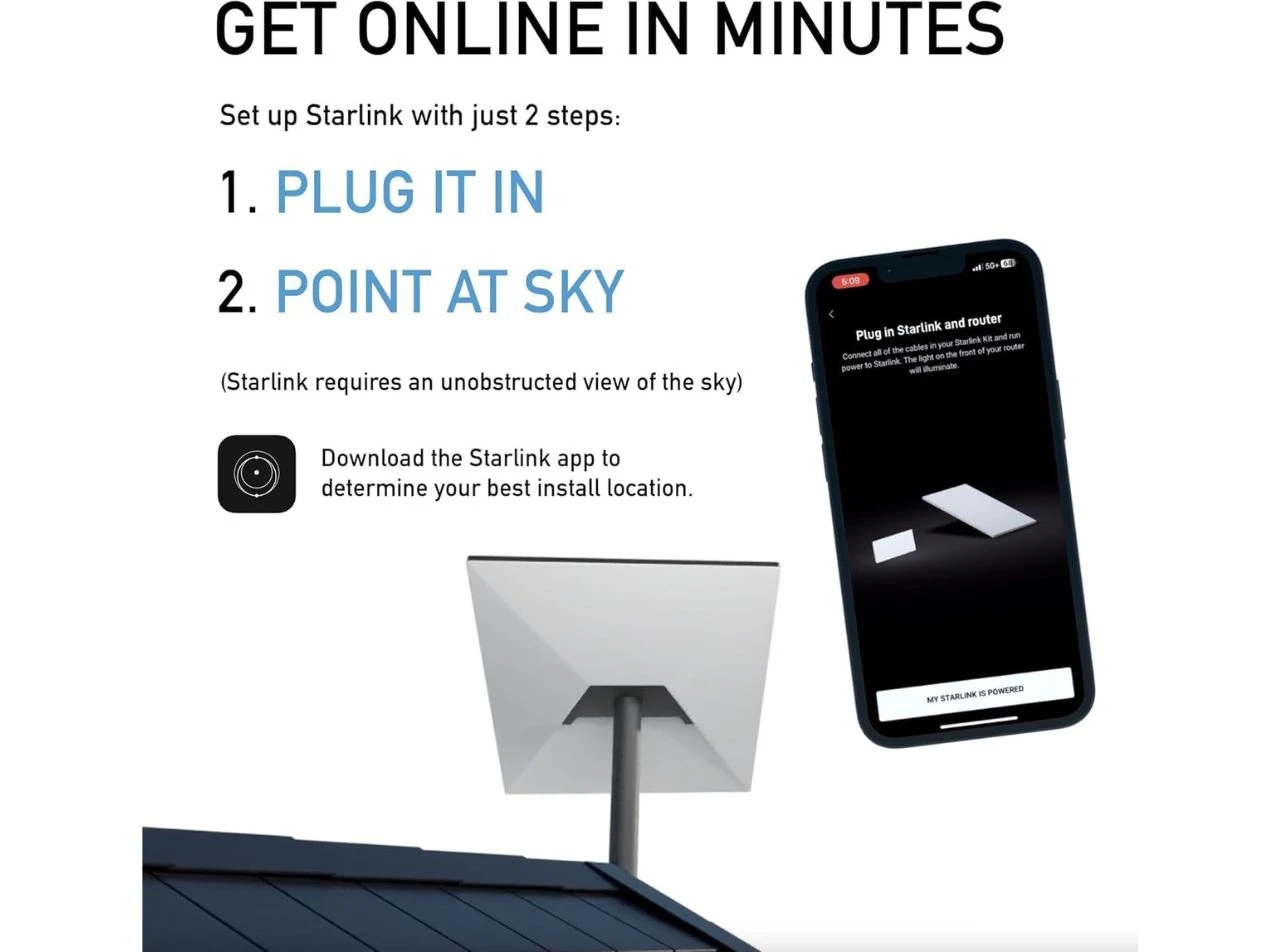 GET ONLINE IN MINUTES
Set up Starlink with just 2 steps:
1. PLUG IT IN
2. POINT AT SKY
(Starlink requires an unobstructed view of the sky)
Download the Starlink app to
determine your best install location.
5:09
5G+ 68
Plug in Starlink and router
Connect all of the cables in your Starlink Kit and run
power to Starlink. The light on the front of your router
will illuminate.
MY STARLINK IS POWERED